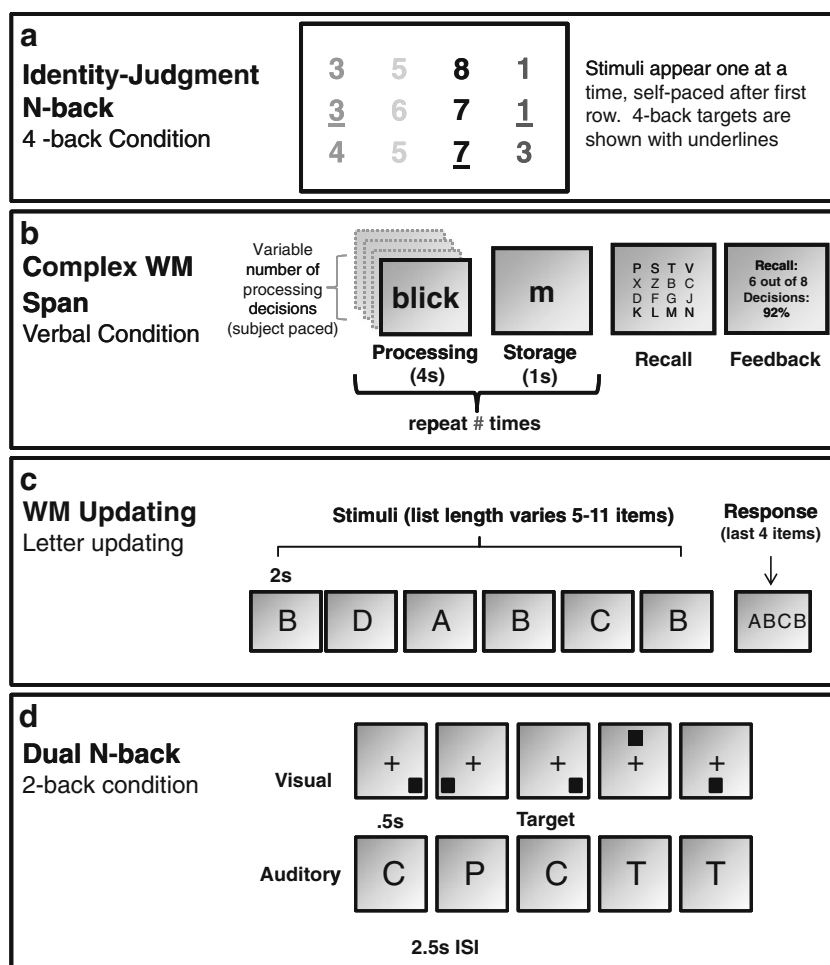 a
Identity-Judgment
N-back
4 -back Condition
3 5 8 1
3 6 7 1
4 5 7 3
Stimuli appear one at a
time, self-paced after first
row. 4-back targets are
shown with underlines
b
Complex WM
Span
Verbal Condition
Variable
number of
processing
decisions
(subject paced)
blick
m
P S T V
X Z B C
D F G J
K L M N
Recall:
6 out of 8
Decisions:
92%
Processing
(4s)
Storage
(1s)
Recall
Feedback
repeat # times
c
WM Updating
Letter updating
Stimuli (list length varies 5-11 items)
Response
(last 4 items)
2s
B D A B C B
ABCB
d
Dual N-back
2-back condition
Visual
+ + + + +
.5s
Target
Auditory
C P C T T
2.5s ISI